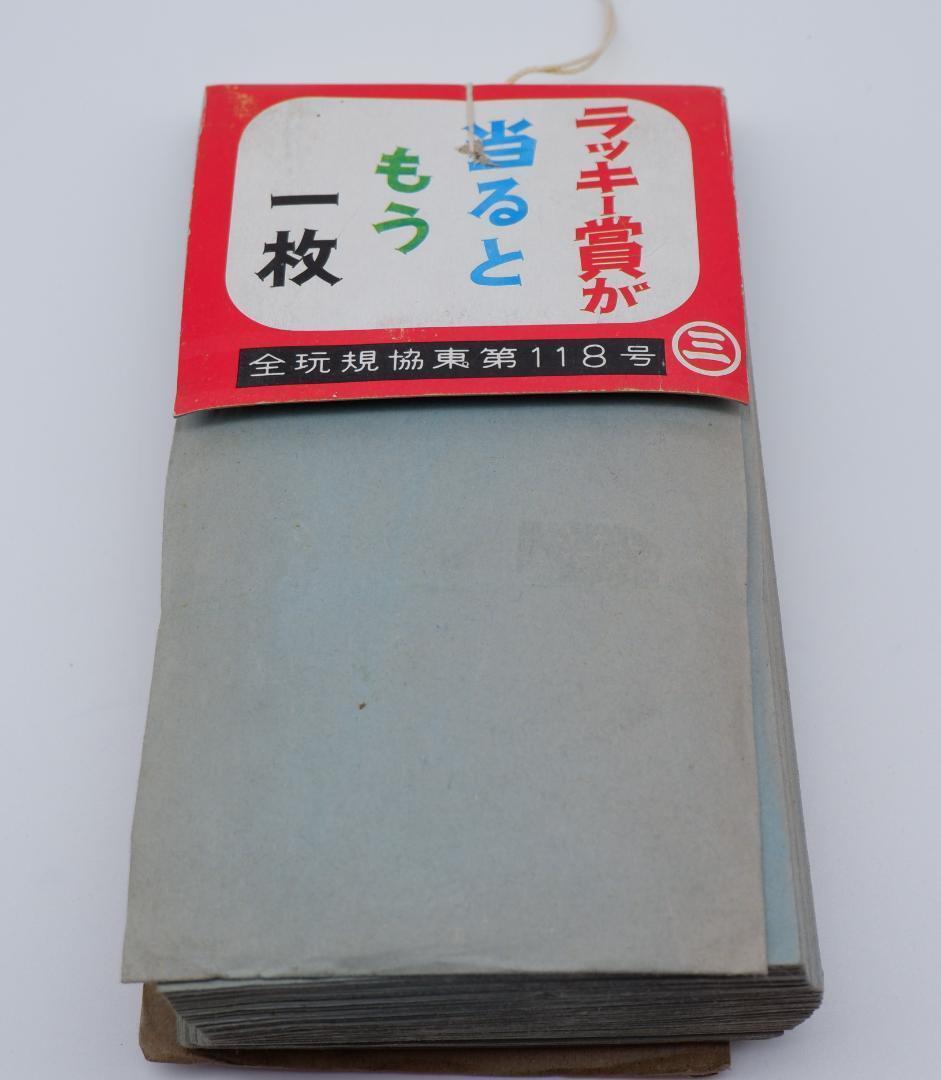 ラッキー賞が
当ると
もう
一枚
全玩規協東第118号
三